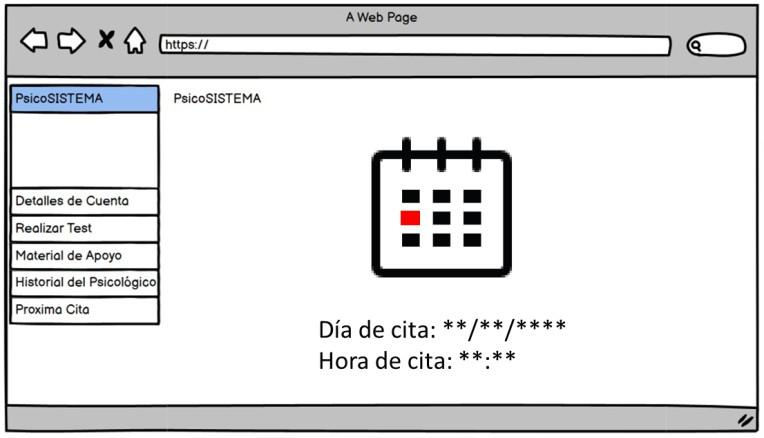 A Web Page
https://
PsicoSISTEMA
PsicoSISTEMA
Detalles de Cuenta
Realizar Test
Material de Apoyo
Historial del Psicológico
Proxima Cita
Día de cita: **/**/****
Hora de cita: **:**